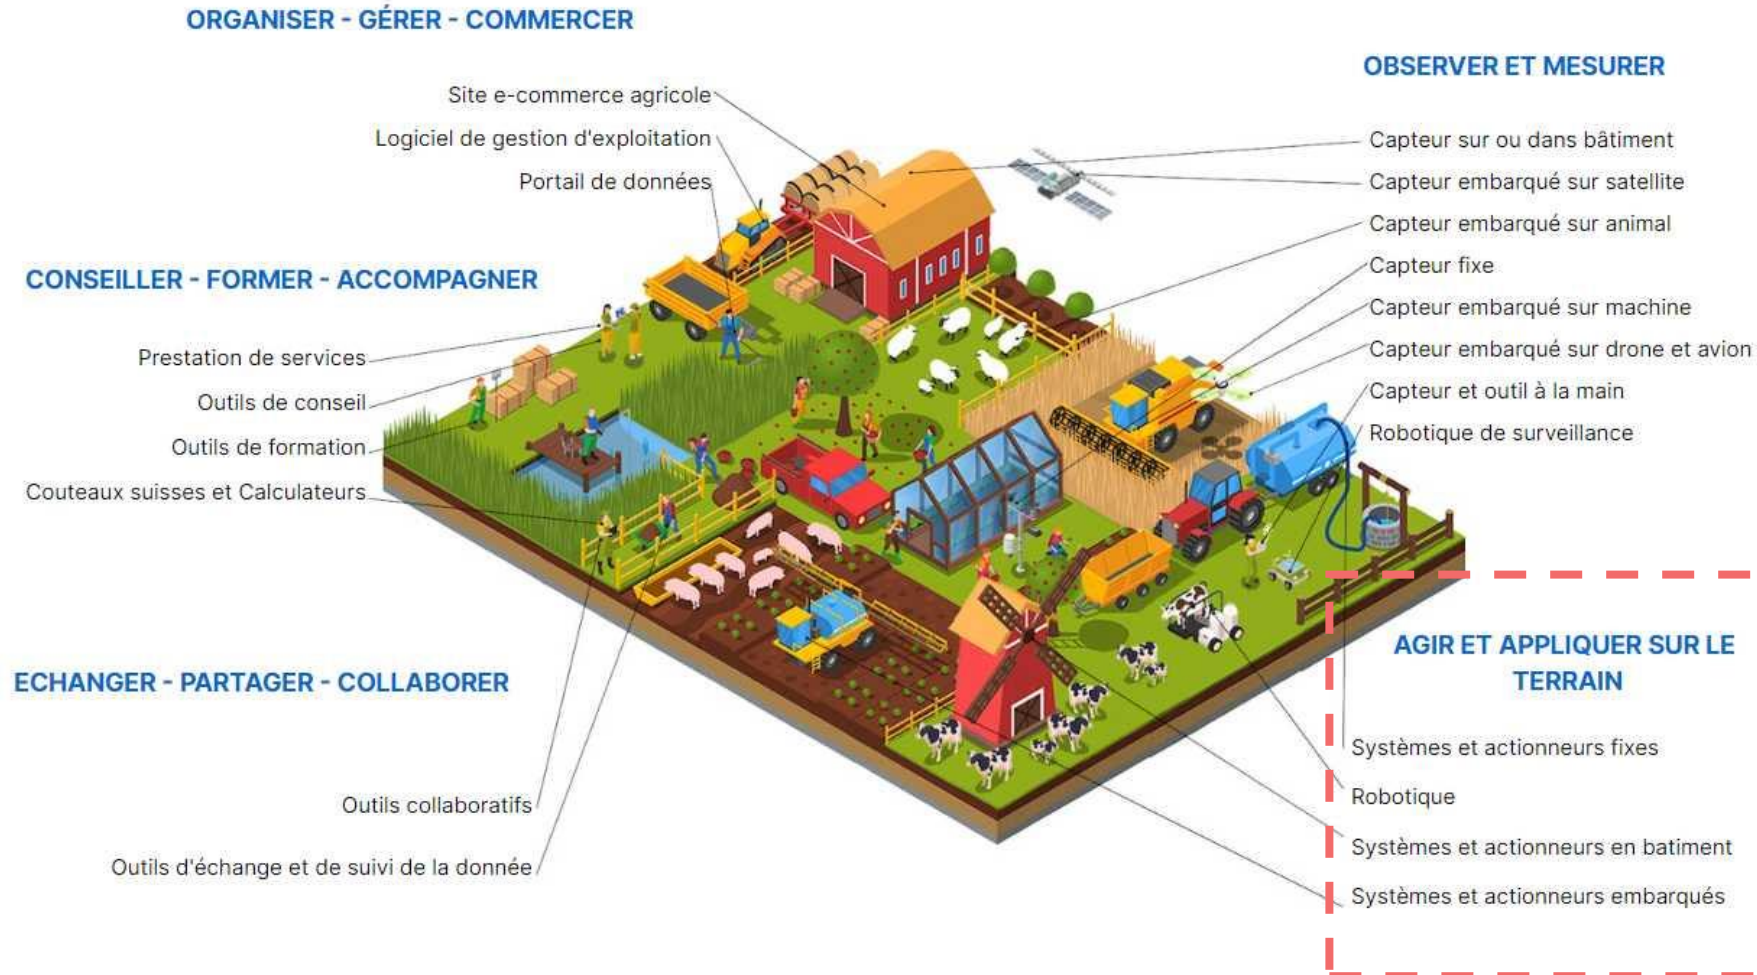 ORGANISER - GÉRER - COMMERCER
Site e-commerce agricole
Logiciel de gestion d'exploitation
Portail de données
CONSEILLER - FORMER - ACCOMPAGNER
Prestation de services
Outils de conseil
Outils de formation
Couteaux suisses et Calculateurs
ECHANGER - PARTAGER - COLLABORER
Outils collaboratifs
Outils d'échange et de suivi de la donnée
OBSERVER ET MESURER
Capteur sur ou dans bâtiment
Capteur embarqué sur satellite
Capteur embarqué sur animal
Capteur fixe
Capteur embarqué sur machine
Capteur embarqué sur drone et avion
Capteur et outil à la main
Robotique de surveillance
AGIR ET APPLIQUER SUR LE
TERRAIN
Systèmes et actionneurs fixes
Robotique
Systèmes et actionneurs en batiment
Systèmes et actionneurs embarqués